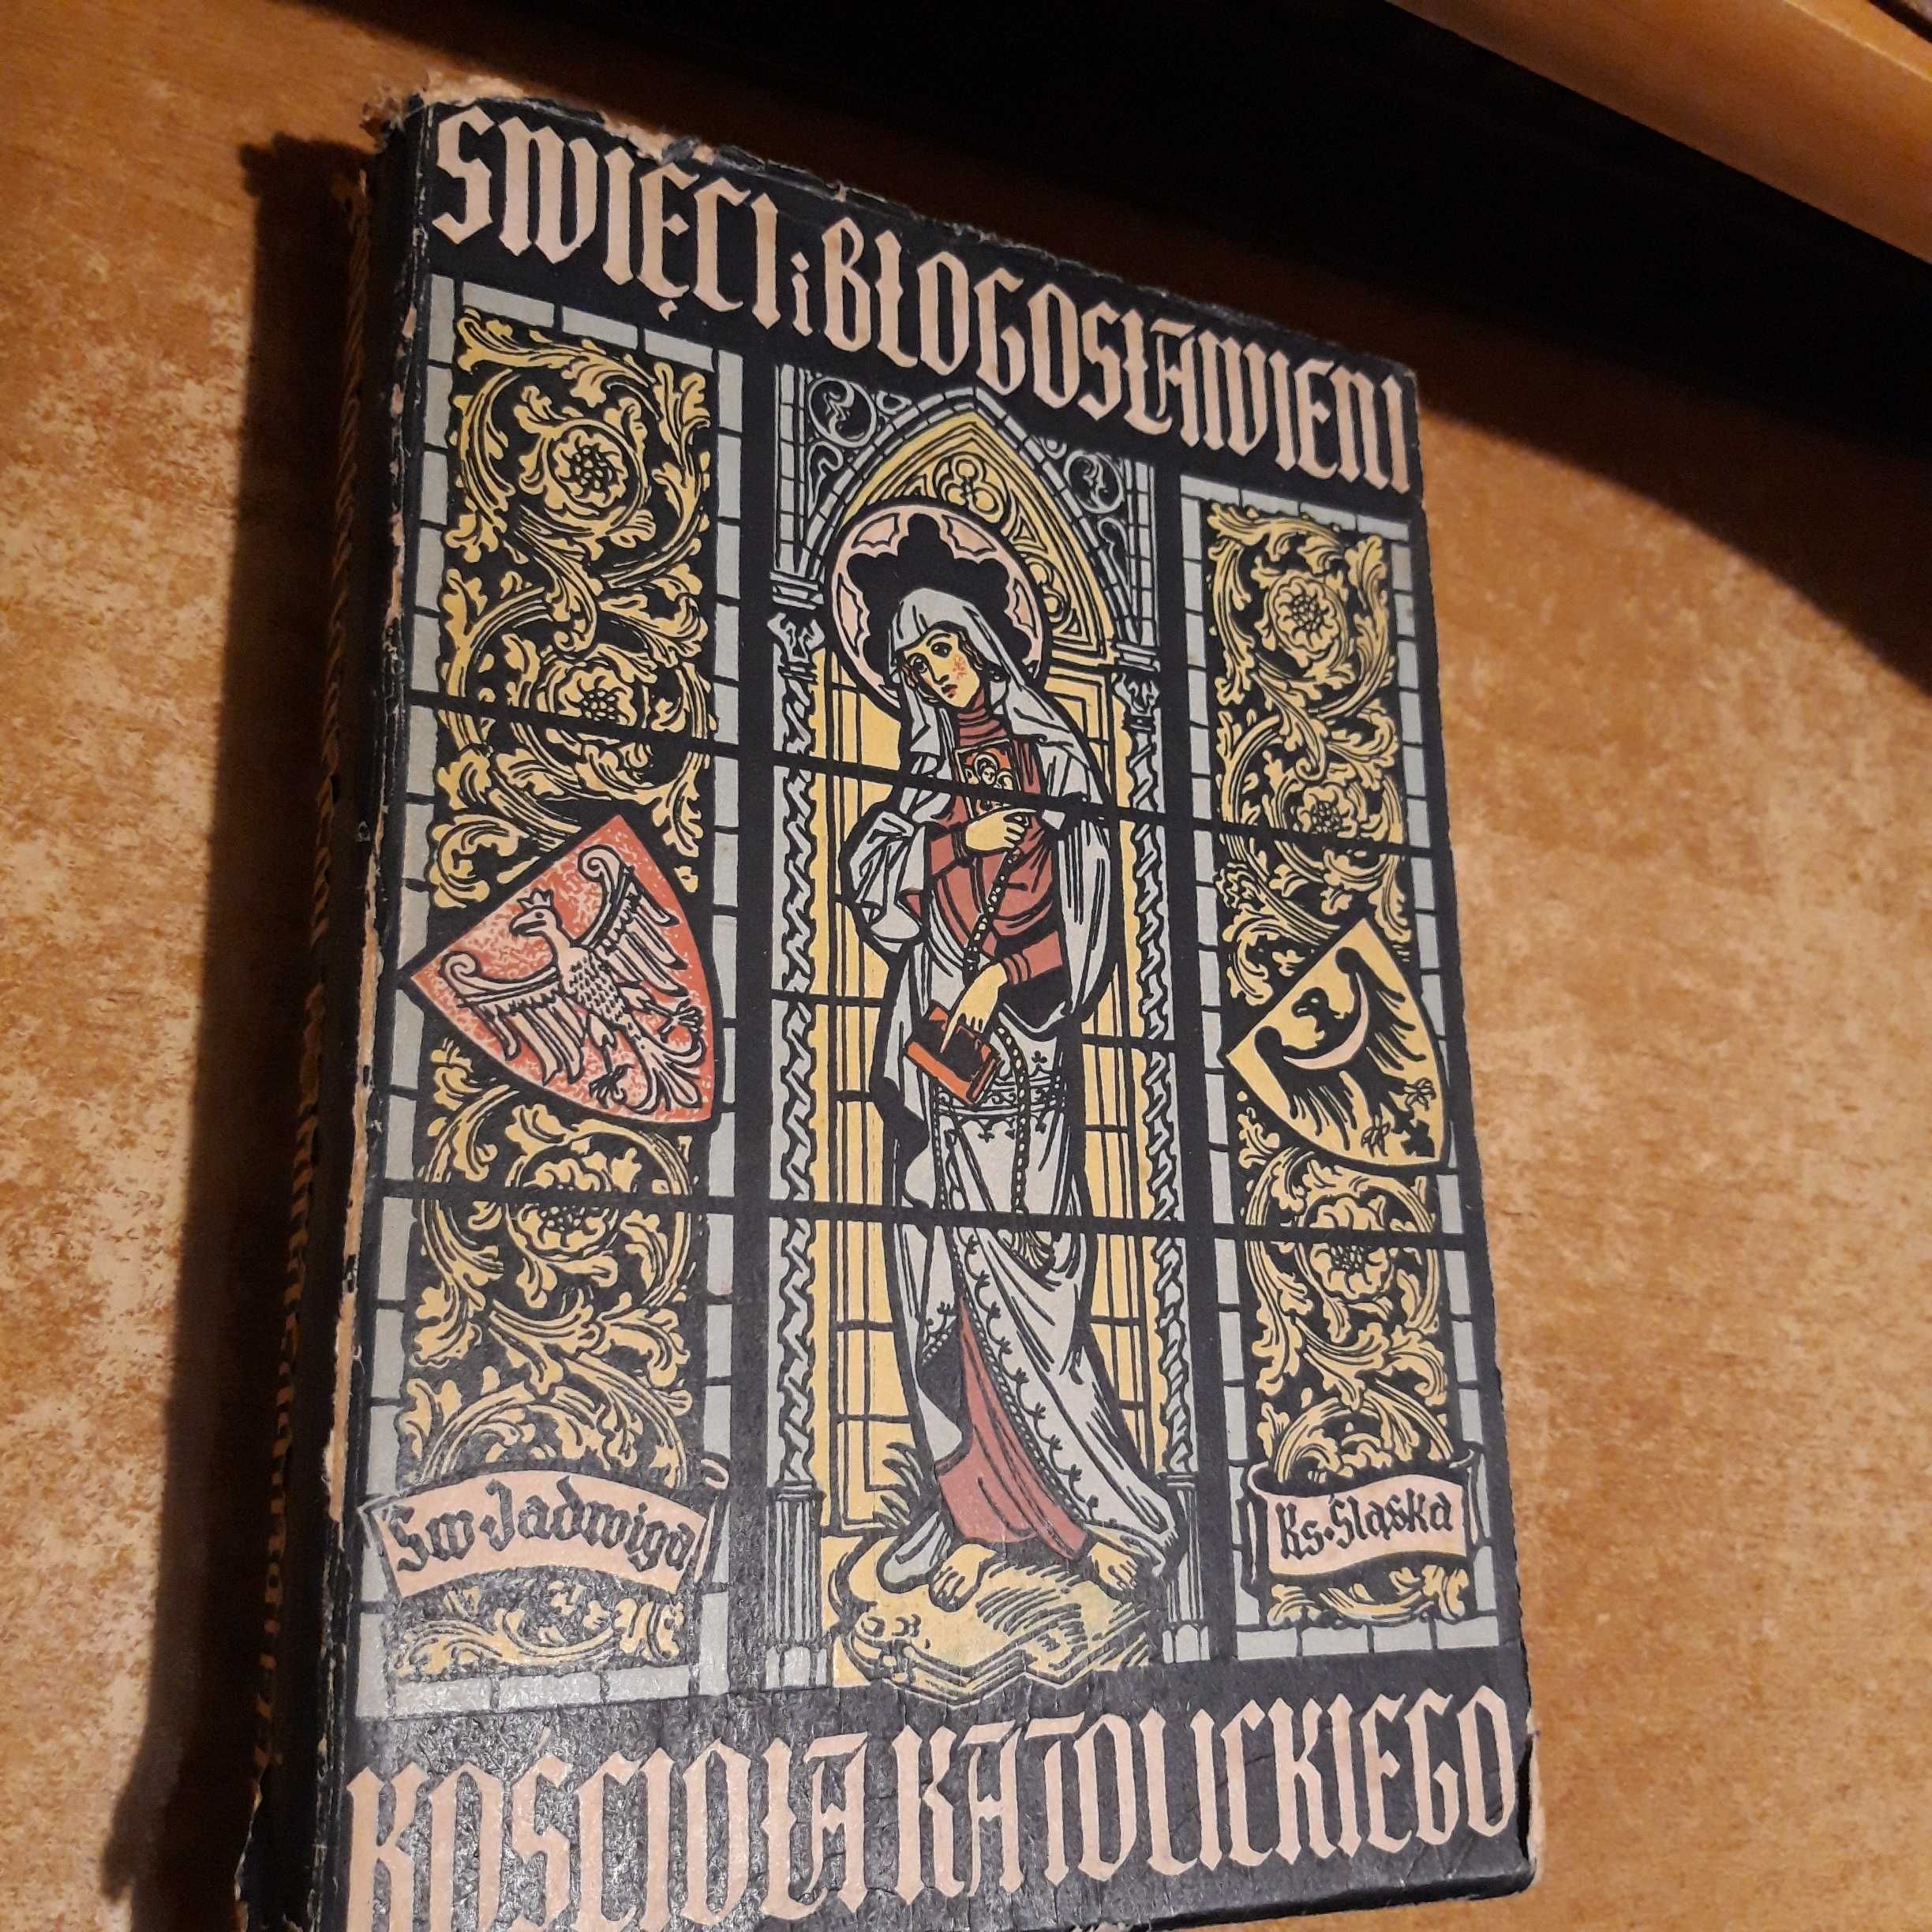 ŚWIĘCI i BŁOGOSŁAWIENI
Św. Jadwiga
Ks. Śląska
KOŚCIOŁA KATOLICKIEGO